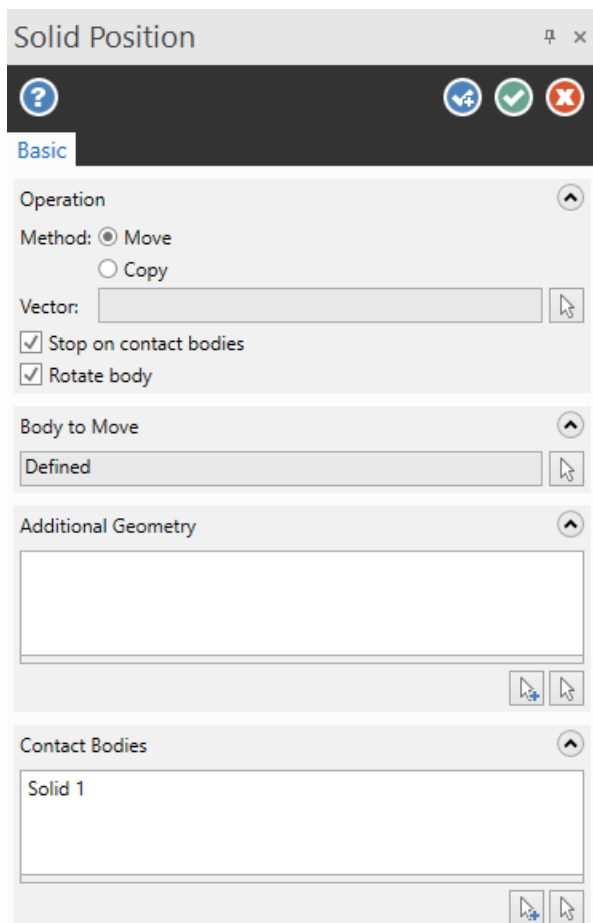 Solid Position
Basic
Operation
Method: Move
Copy
Vector:
Stop on contact bodies
Rotate body
Body to Move
Defined
Additional Geometry
Contact Bodies
Solid 1